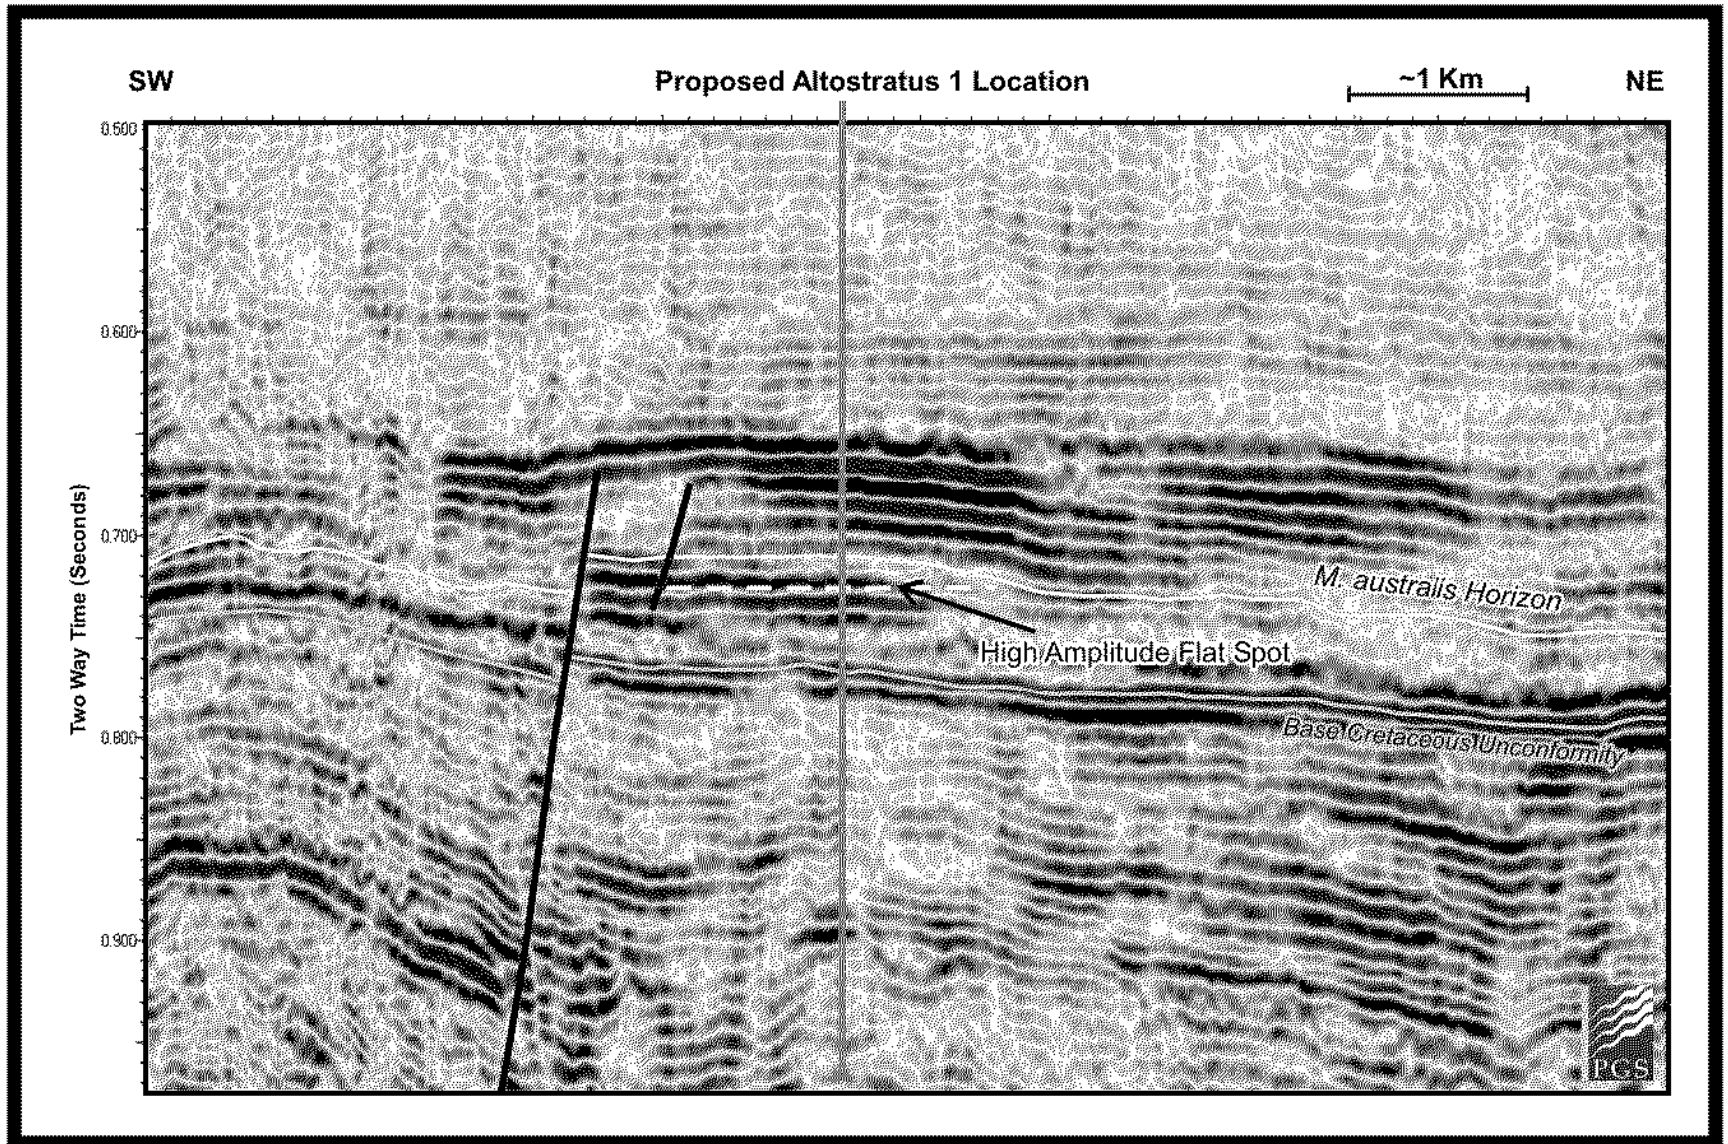 SW
Proposed Altostratus 1 Location
~1 Km
NE
0.500
0.600
0.700
0.800
0.900
Two Way Time (Seconds)
M. australis Horizon
High Amplitude Flat Spot
Base Cretaceous Unconformity
PGS